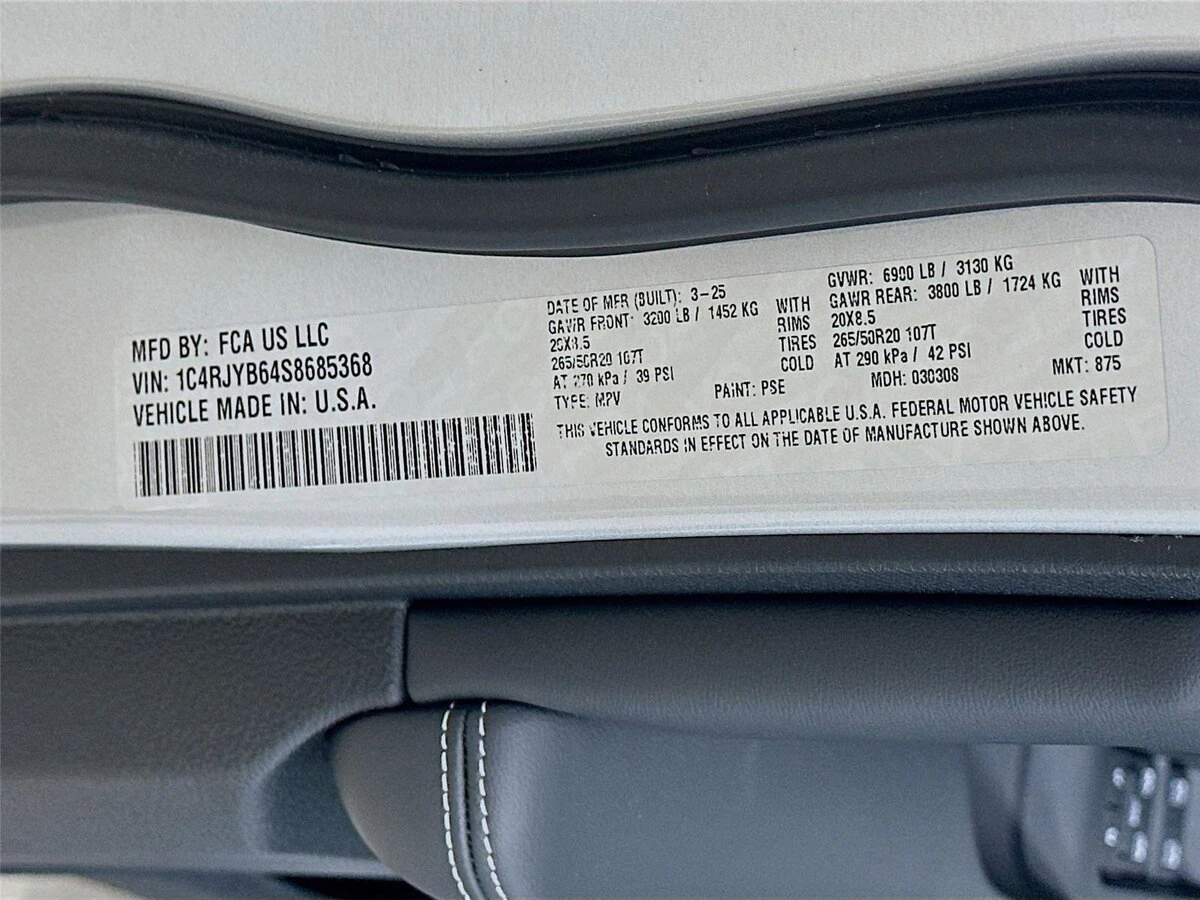 MFD BY: FCA US LLC
VIN: 1C4RJYB64S8685368
VEHICLE MADE IN: U.S.A.
DATE OF MFR (BUILT): 3-25
GAWR FRONT: 3200 LB / 1452 KG WITH
20X8.5 RIMS
265/50R20 107T TIRES
AT 270 kPa / 39 PSI COLD
TYPE: MPV PAINT: PSE
GVWR: 6900 LB / 3130 KG
GAWR REAR: 3800 LB / 1724 KG WITH
20X8.5 RIMS
265/50R20 107T TIRES
AT 290 kPa / 42 PSI COLD
MDH: 030308 MKT: 875
THIS VEHICLE CONFORMS TO ALL APPLICABLE U.S.A. FEDERAL MOTOR VEHICLE SAFETY
STANDARDS IN EFFECT ON THE DATE OF MANUFACTURE SHOWN ABOVE.